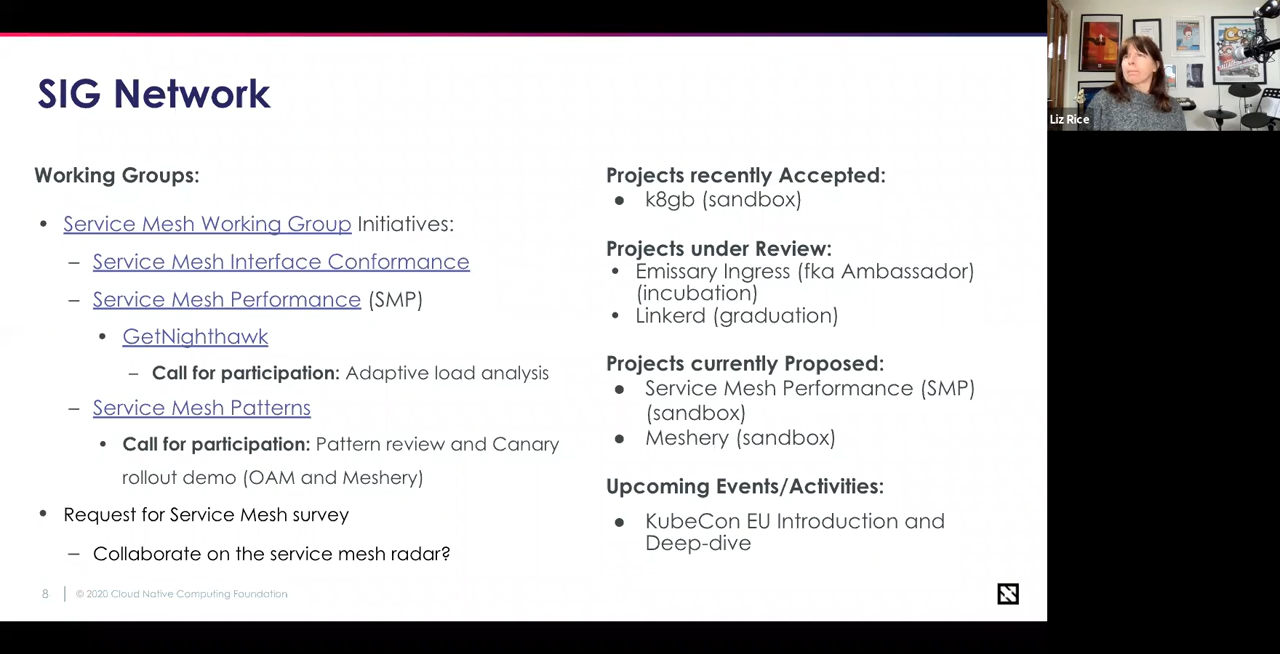 SIG Network
Working Groups:
• Service Mesh Working Group Initiatives:
– Service Mesh Interface Conformance
– Service Mesh Performance (SMP)
• GetNighthawk
– Call for participation: Adaptive load analysis
– Service Mesh Patterns
• Call for participation: Pattern review and Canary
rollout demo (OAM and Meshery)
• Request for Service Mesh survey
– Collaborate on the service mesh radar?
Projects recently Accepted:
● k8gb (sandbox)
Projects under Review:
• Emissary Ingress (fka Ambassador)
(incubation)
• Linkerd (graduation)
Projects currently Proposed:
● Service Mesh Performance (SMP)
(sandbox)
● Meshery (sandbox)
Upcoming Events/Activities:
● KubeCon EU Introduction and
Deep-dive
8 © 2020 Cloud Native Computing Foundation
Liz Rice